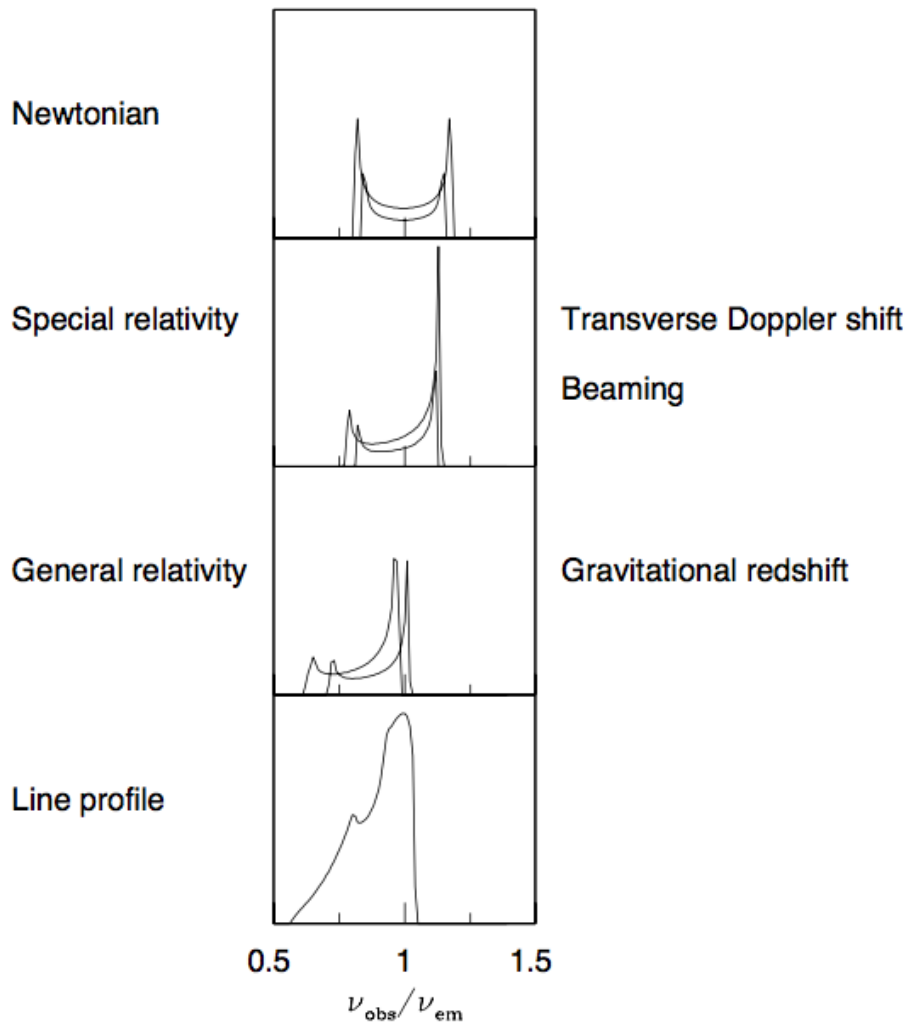 Newtonian
Special relativity
Transverse Doppler shift
Beaming
General relativity
Gravitational redshift
Line profile
0.5 1 1.5
ν_obs/ν_em